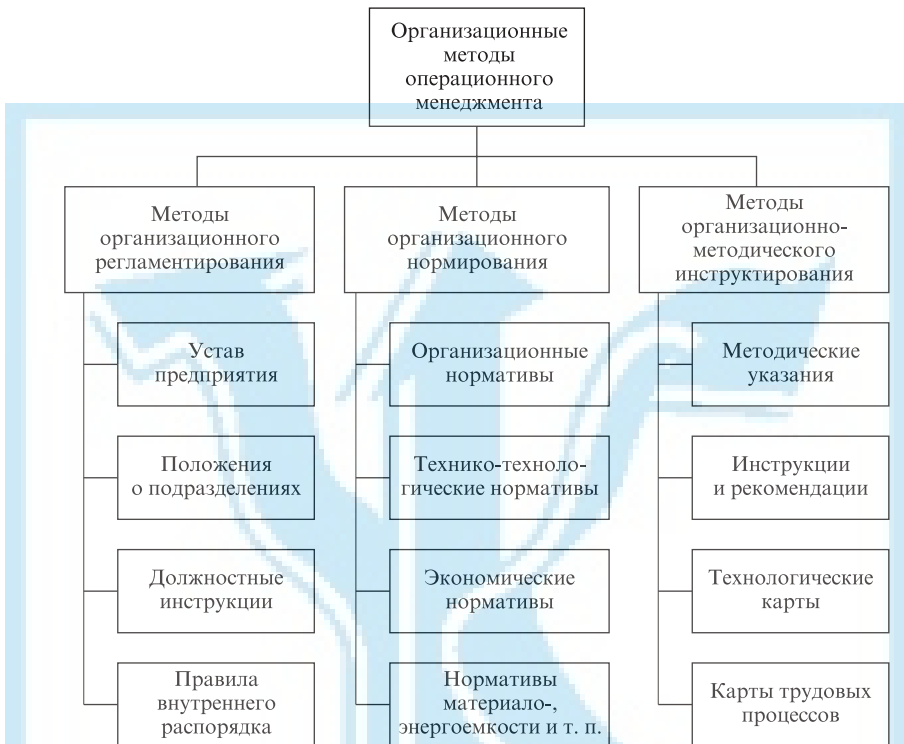 Организационные
методы
операционного
менеджмента
Методы
организационного
регламентирования
Устав
предприятия
Положения
о подразделениях
Должностные
инструкции
Правила
внутреннего
распорядка
Методы
организационного
нормирования
Организационные
нормативы
Технико-техноло-
гические нормативы
Экономические
нормативы
Нормативы
материало-,
энергоемкости и т. п.
Методы
организационно-
методического
инструктирования
Методические
указания
Инструкции
и рекомендации
Технологические
карты
Карты трудовых
процессов